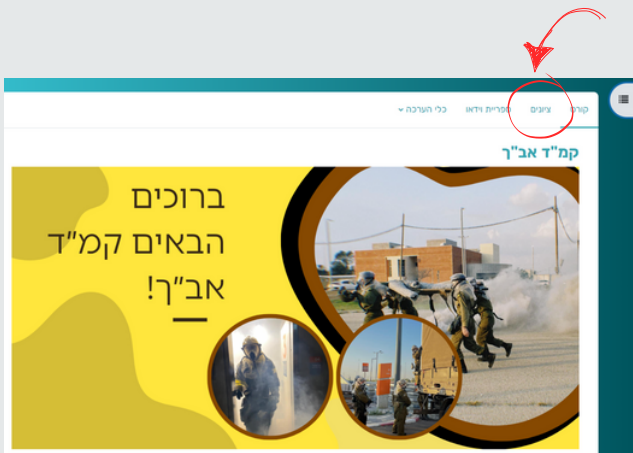 קורס ציונים ספריית וידאו כלי הערכה
קמ"ד אב"ך
ברוכים
הבאים קמ"ד
אב"ך!